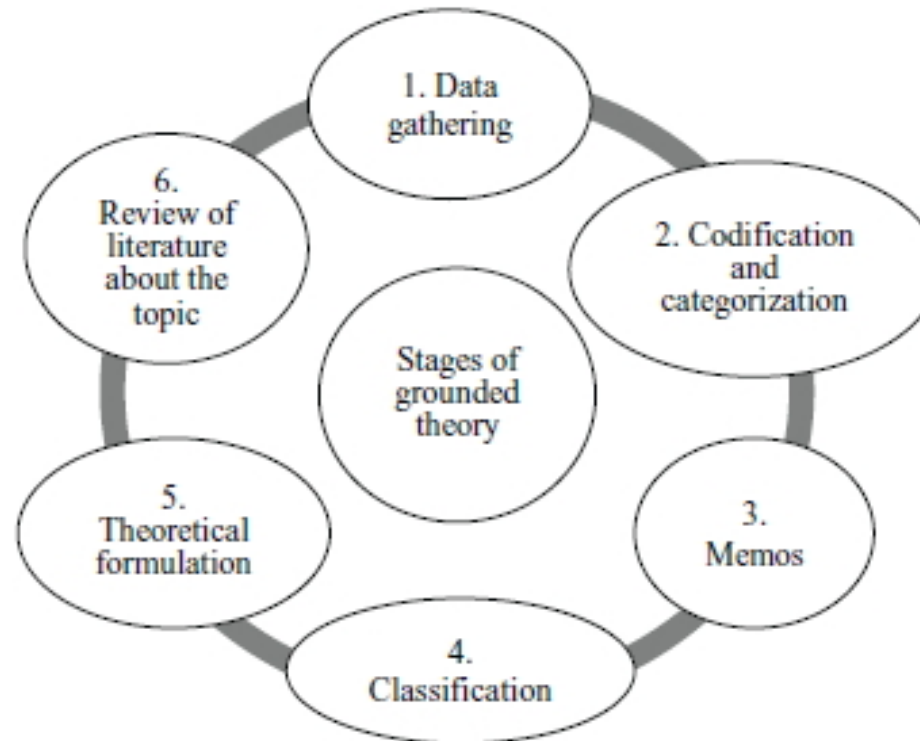 1. Data
gathering
2. Codification
and
categorization
3.
Memos
4.
Classification
5.
Theoretical
formulation
6.
Review of
literature
about the
topic
Stages of
grounded
theory